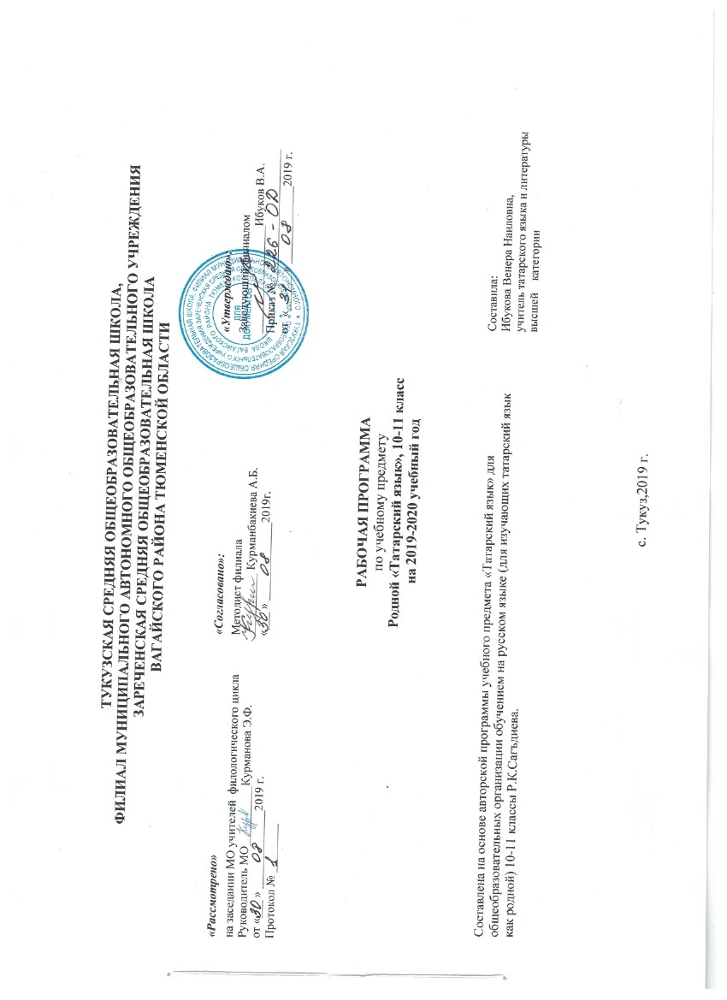 ТУКУЗСКАЯ СРЕДНЯЯ ОБЩЕОБРАЗОВАТЕЛЬНАЯ ШКОЛА,
ФИЛИАЛ МУНИЦИПАЛЬНОГО АВТОНОМНОГО ОБЩЕОБРАЗОВАТЕЛЬНОГО УЧРЕЖДЕНИЯ
ЗАРЕЧЕНСКАЯ СРЕДНЯЯ ОБЩЕОБРАЗОВАТЕЛЬНАЯ ШКОЛА
ВАГАЙСКОГО РАЙОНА ТЮМЕНСКОЙ ОБЛАСТИ
«Рассмотрено»
на заседании МО учителей филологического цикла
Руководитель МО Курманова Э.Ф.
от «30» 08 2019 г.
Протокол № 1
«Согласовано»:
Методист филиала
Курманбакиева А.Б.
«30» 08 2019г.
«Утверждаю»:
Заведующий филиалом
Ибуков В.А.
Приказ № 226 - ОД
от «31» 08 2019 г.
ДЛЯ
ДОКУМЕНТОВ
РАБОЧАЯ ПРОГРАММА
по учебному предмету
Родной «Татарский язык», 10-11 класс
на 2019-2020 учебный год
Составлена на основе авторской программы учебного предмета «Татарский язык» для
общеобразовательных организации обучением на русском языке (для изучающих татарский язык
как родной) 10-11 классы Р.К.Сагъдиева.
Составила:
Ибукова Венера Наиловна,
учитель татарского языка и литературы
высшей категории
с. Тукуз,2019 г.